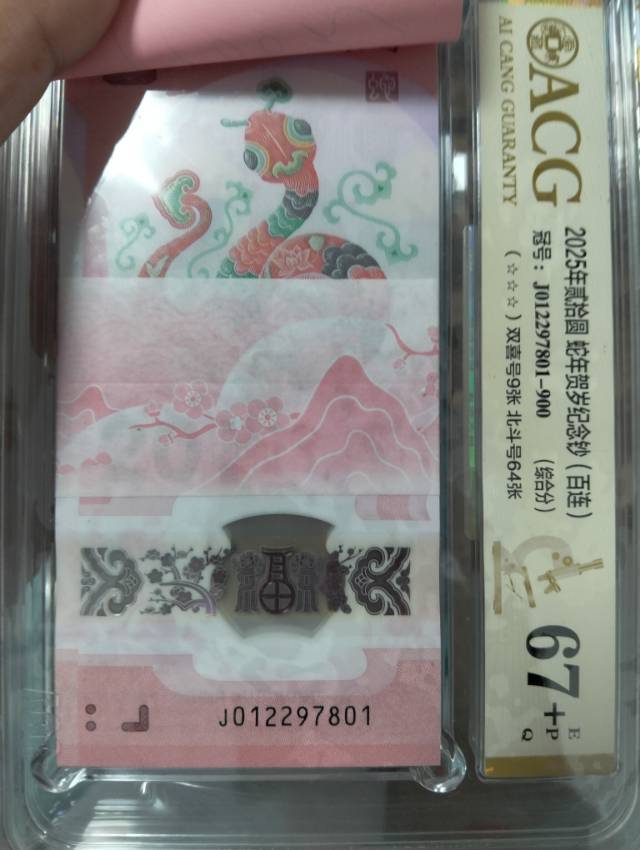 ACG
AI CANG GUARANTY
2025年贰拾圆 蛇年贺岁纪念钞（百连）
冠号：J012297801-900 （综合分）
（☆☆☆）双喜号9张 北斗号64张
67+
E
P
Q
福
J012297801